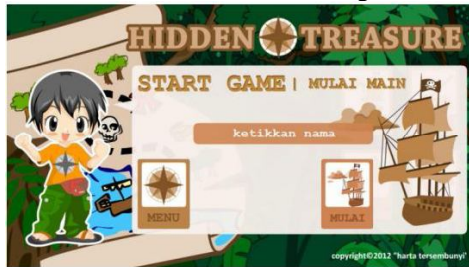 HIDDEN TREASURE
START GAME | MULAI MAIN
ketikkan nama
MENU
MULAI
copyright©2012 "harta tersembunyi"